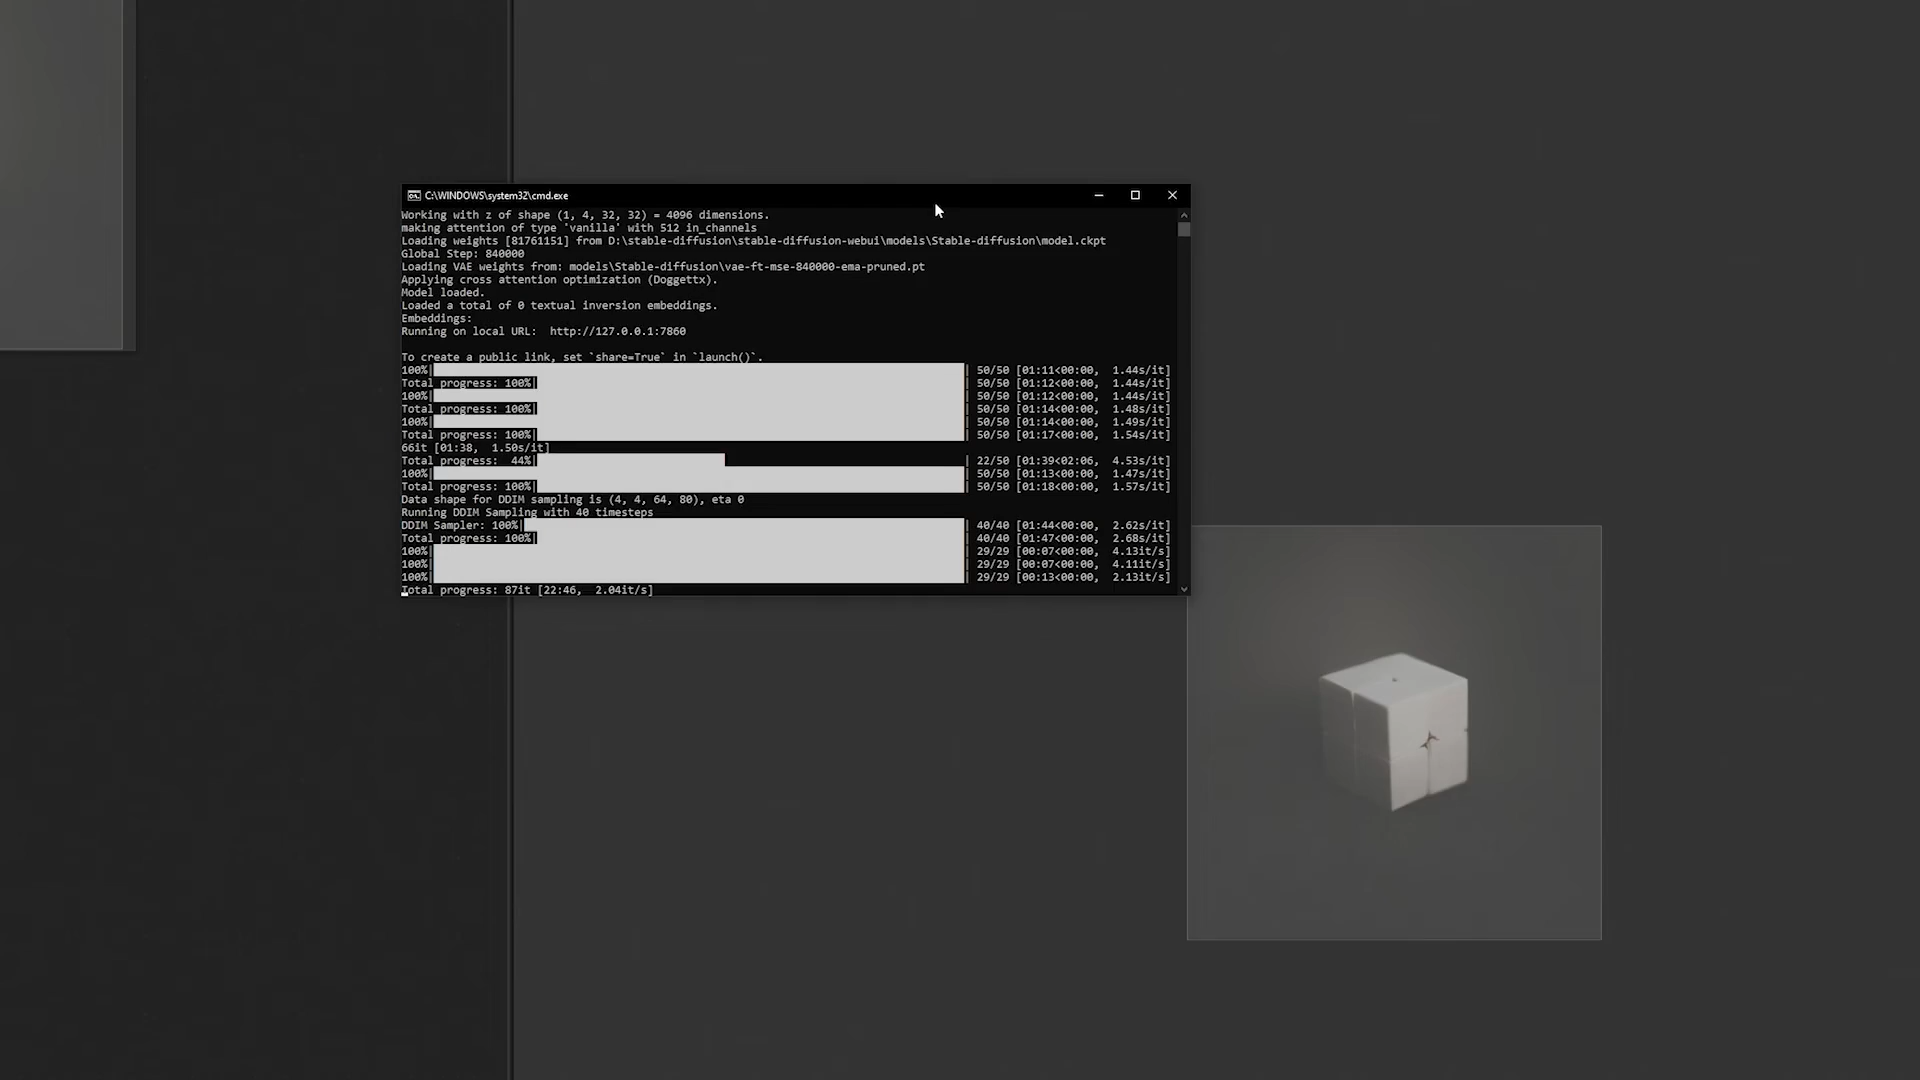 C:\WINDOWS\system32\cmd.exe
Working with z of shape (1, 4, 32, 32) = 4096 dimensions.
making attention of type 'vanilla' with 512 in_channels
Loading weights [81761151] from D:\stable-diffusion\stable-diffusion-webui\models\Stable-diffusion\model.ckpt
Global Step: 840000
Loading VAE weights from: models\Stable-diffusion\vae-ft-mse-840000-ema-pruned.pt
Applying cross attention optimization (Doggettx).
Model loaded.
Loaded a total of 0 textual inversion embeddings.
Embeddings:
Running on local URL:  http://127.0.0.1:7860
To create a public link, set `share=True` in `launch()`.
100%| | 50/50 [01:11<00:00,  1.44s/it]
Total progress: 100%| | 50/50 [01:12<00:00,  1.44s/it]
100%| | 50/50 [01:12<00:00,  1.44s/it]
Total progress: 100%| | 50/50 [01:14<00:00,  1.48s/it]
100%| | 50/50 [01:14<00:00,  1.49s/it]
Total progress: 100%| | 50/50 [01:17<00:00,  1.54s/it]
66it [01:38,  1.50s/it]
Total progress:  44%| | 22/50 [01:39<02:06,  4.53s/it]
100%| | 50/50 [01:13<00:00,  1.47s/it]
Total progress: 100%| | 50/50 [01:18<00:00,  1.57s/it]
Data shape for DDIM sampling is (4, 4, 64, 80), eta 0
Running DDIM Sampling with 40 timesteps
DDIM Sampler: 100%| | 40/40 [01:44<00:00,  2.62s/it]
Total progress: 100%| | 40/40 [01:47<00:00,  2.68s/it]
100%| | 29/29 [00:07<00:00,  4.13it/s]
100%| | 29/29 [00:07<00:00,  4.11it/s]
100%| | 29/29 [00:13<00:00,  2.13it/s]
Total progress: 87it [22:46,  2.04it/s]